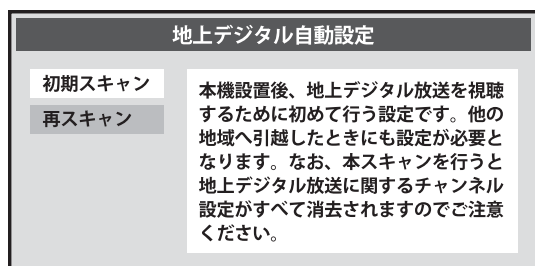 地上デジタル自動設定
初期スキャン
再スキャン
本機設置後、地上デジタル放送を視聴
するために初めて行う設定です。他の
地域へ引越したときにも設定が必要と
なります。なお、本スキャンを行うと
地上デジタル放送に関するチャンネル
設定がすべて消去されますのでご注意
ください。